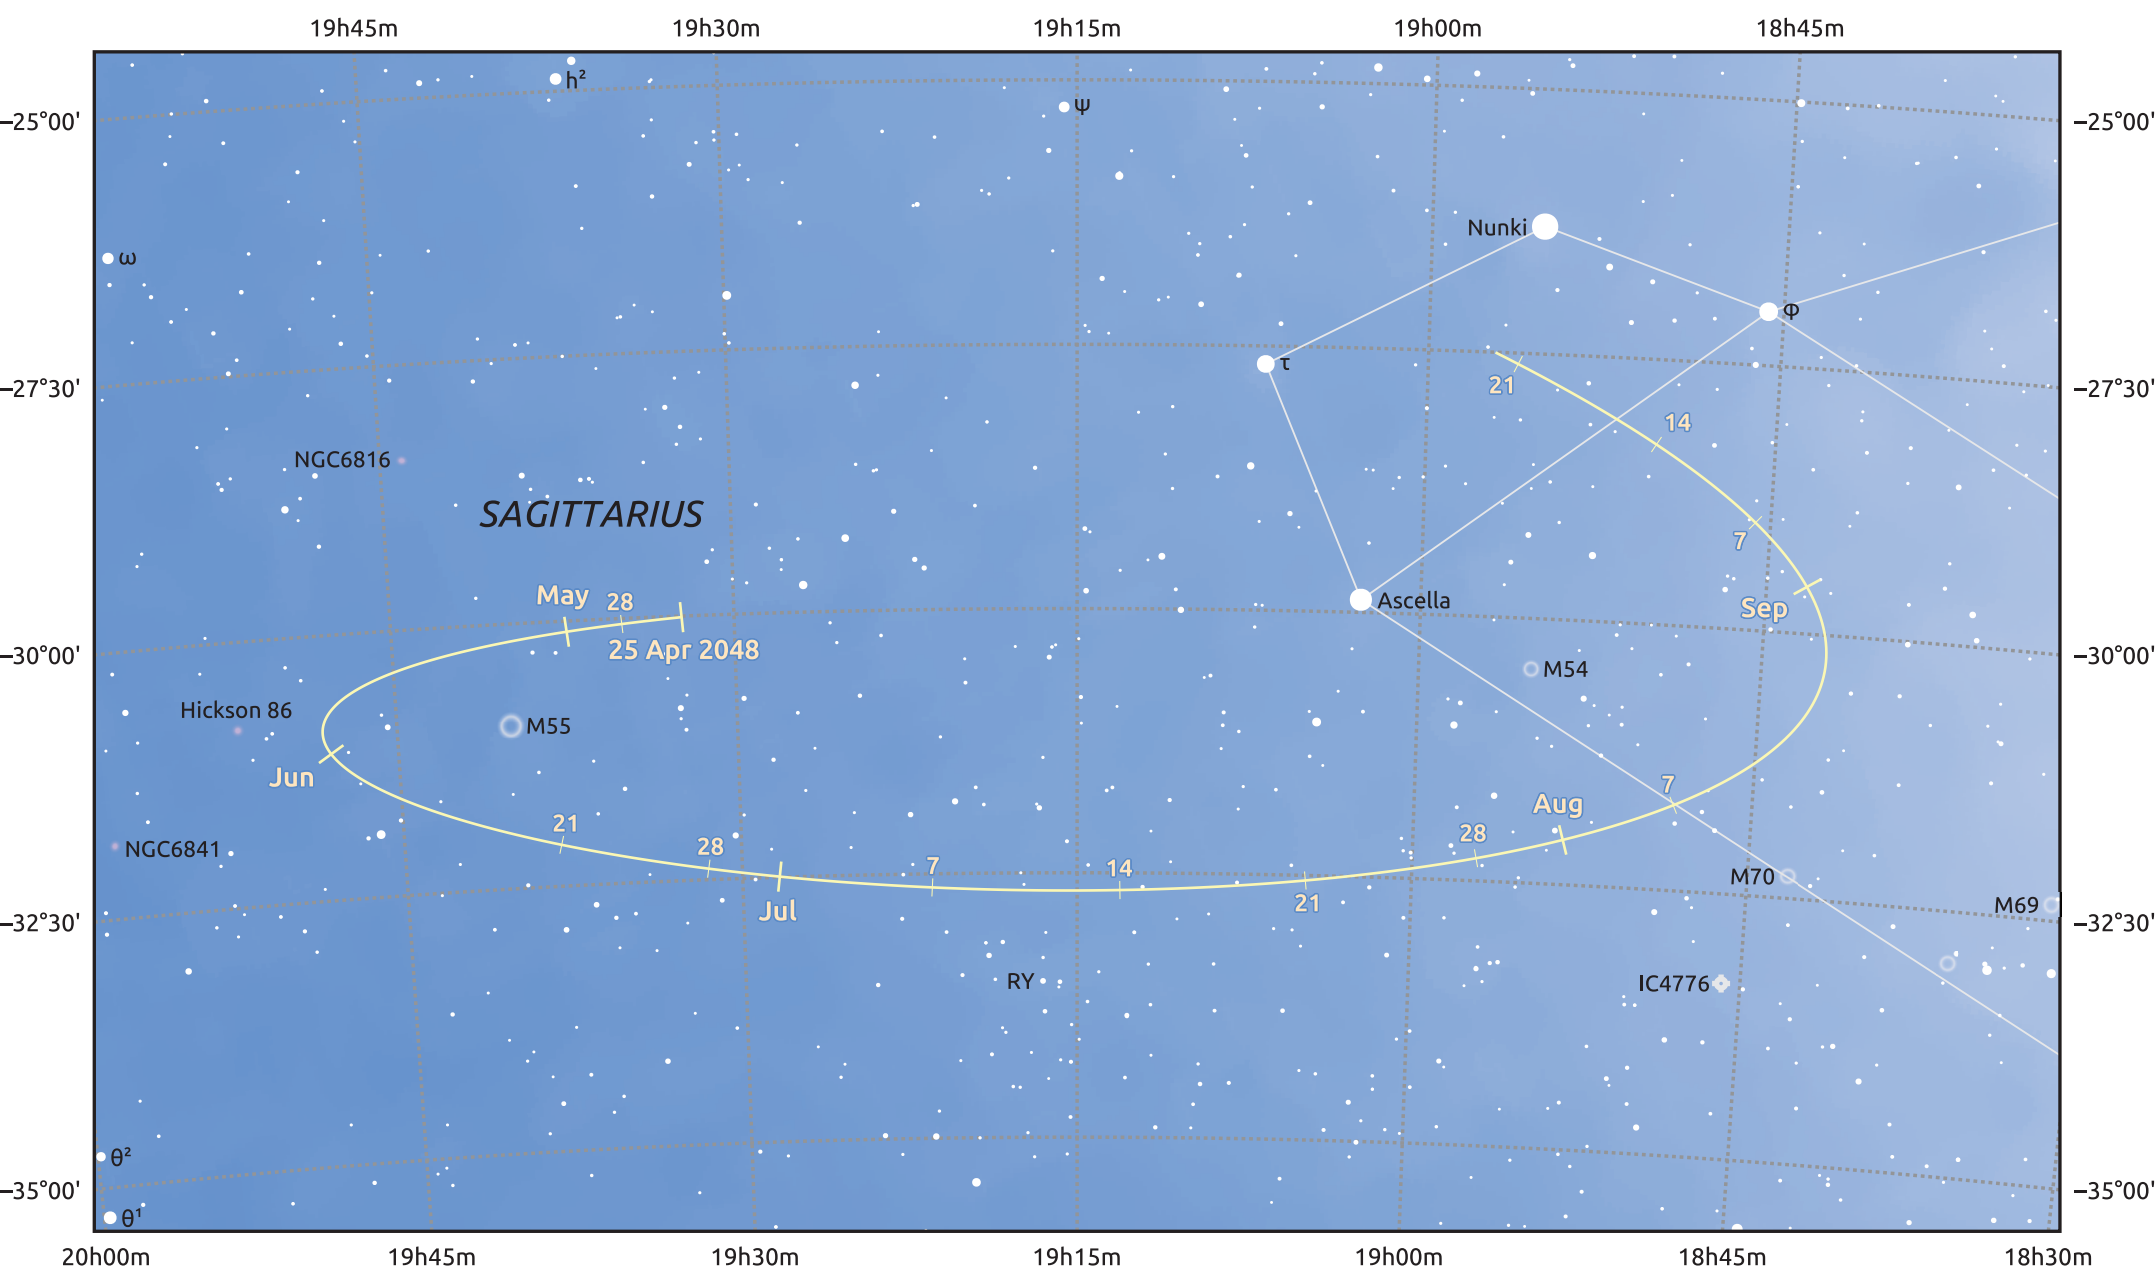 19h45m 19h30m 19h15m 19h00m 18h45m
h²
ψ
−25°00' −25°00'
Nunki
ω
φ
τ
21
−27°30' −27°30'
14
NGC6816
SAGITTARIUS
7
May 28
Ascella
Sep
25 Apr 2048
−30°00' −30°00'
M54
Hickson 86
M55
Jun
7
Aug
21
28
28
NGC6841
7
14
M70
21
M69
Jul
−32°30' −32°30'
RY
IC4776
θ²
−35°00' −35°00'
θ¹
20h00m 19h45m 19h30m 19h15m 19h00m 18h45m 18h30m